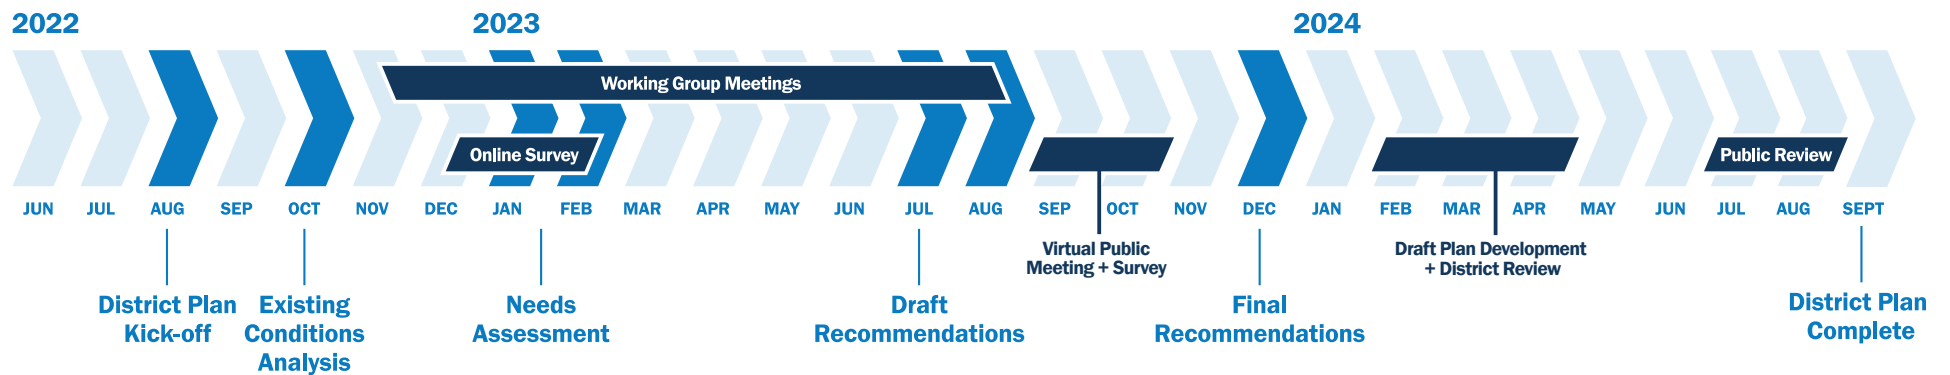 2022
2023
2024
Working Group Meetings
Online Survey
Public Review
JUN JUL AUG SEP OCT NOV DEC JAN FEB MAR APR MAY JUN JUL AUG SEP OCT NOV DEC JAN FEB MAR APR MAY JUN JUL AUG SEPT
Virtual Public
Meeting + Survey
Draft Plan Development
+ District Review
District Plan
Kick-off
Existing
Conditions
Analysis
Needs
Assessment
Draft
Recommendations
Final
Recommendations
District Plan
Complete